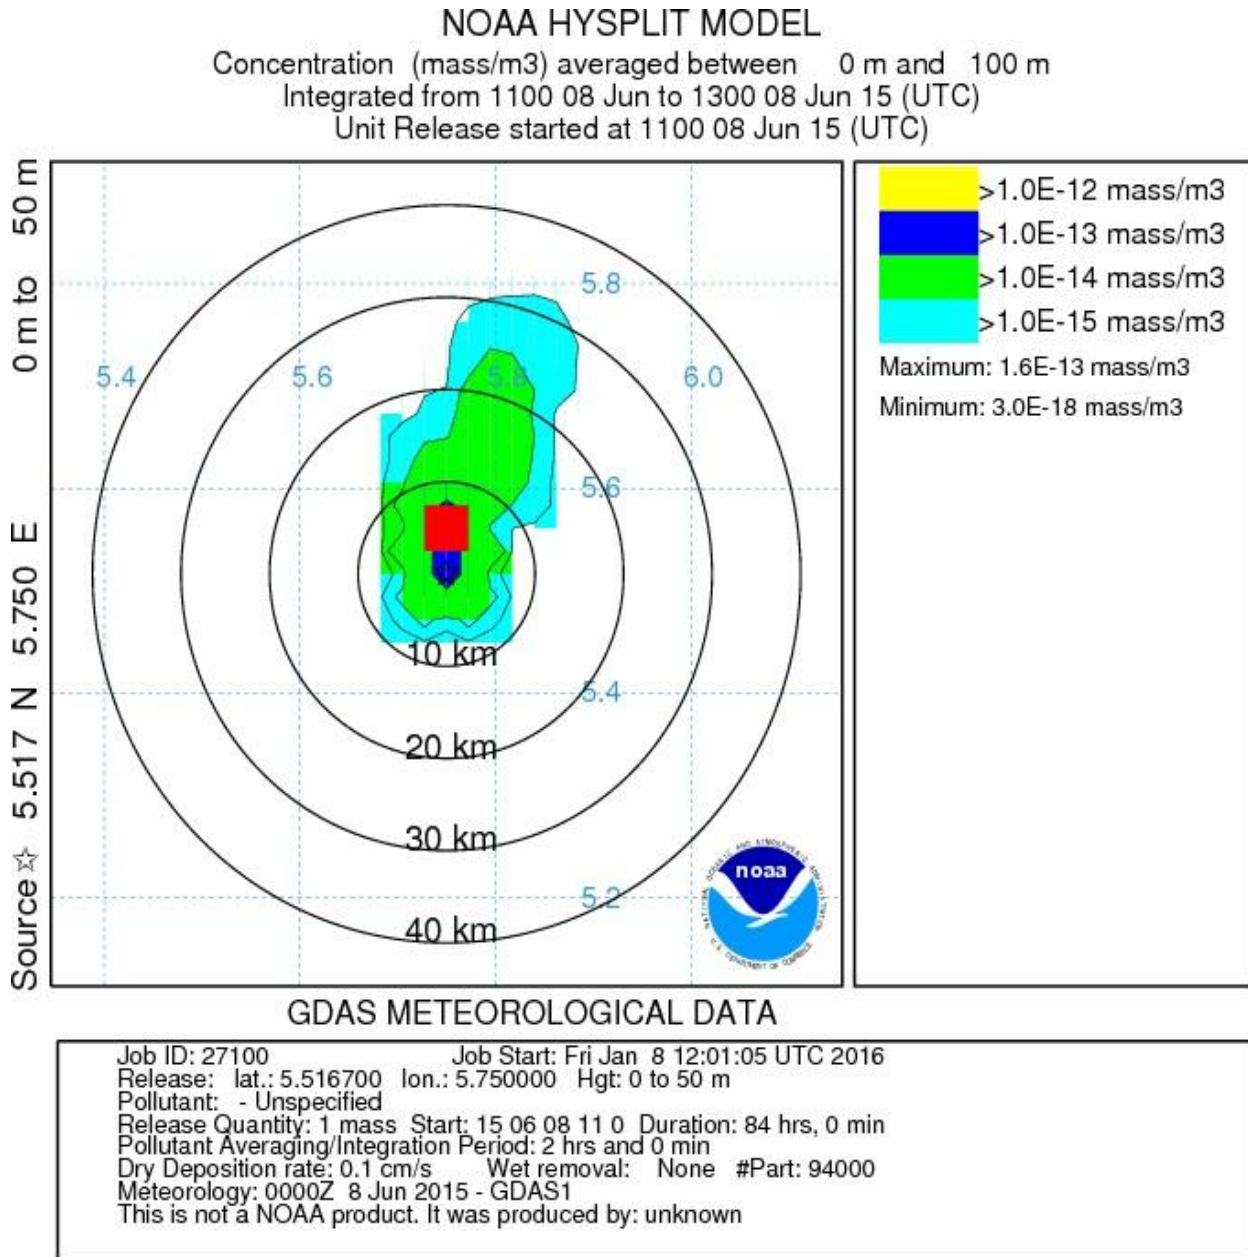 NOAA HYSPLIT MODEL
Concentration (mass/m3) averaged between 0 m and 100 m
Integrated from 1100 08 Jun to 1300 08 Jun 15 (UTC)
Unit Release started at 1100 08 Jun 15 (UTC)
Source ☆ 5.517 N 5.750 E 0 m to 50 m
5.8
5.4 5.6 5.8 6.0
5.6
10 km
5.4
20 km
30 km
5.2
40 km
noaa
>1.0E-12 mass/m3
>1.0E-13 mass/m3
>1.0E-14 mass/m3
>1.0E-15 mass/m3
Maximum: 1.6E-13 mass/m3
Minimum: 3.0E-18 mass/m3
GDAS METEOROLOGICAL DATA
Job ID: 27100 Job Start: Fri Jan 8 12:01:05 UTC 2016
Release: lat.: 5.516700 lon.: 5.750000 Hgt: 0 to 50 m
Pollutant: - Unspecified
Release Quantity: 1 mass Start: 15 06 08 11 0 Duration: 84 hrs, 0 min
Pollutant Averaging/Integration Period: 2 hrs and 0 min
Dry Deposition rate: 0.1 cm/s Wet removal: None #Part: 94000
Meteorology: 0000Z 8 Jun 2015 - GDAS1
This is not a NOAA product. It was produced by: unknown